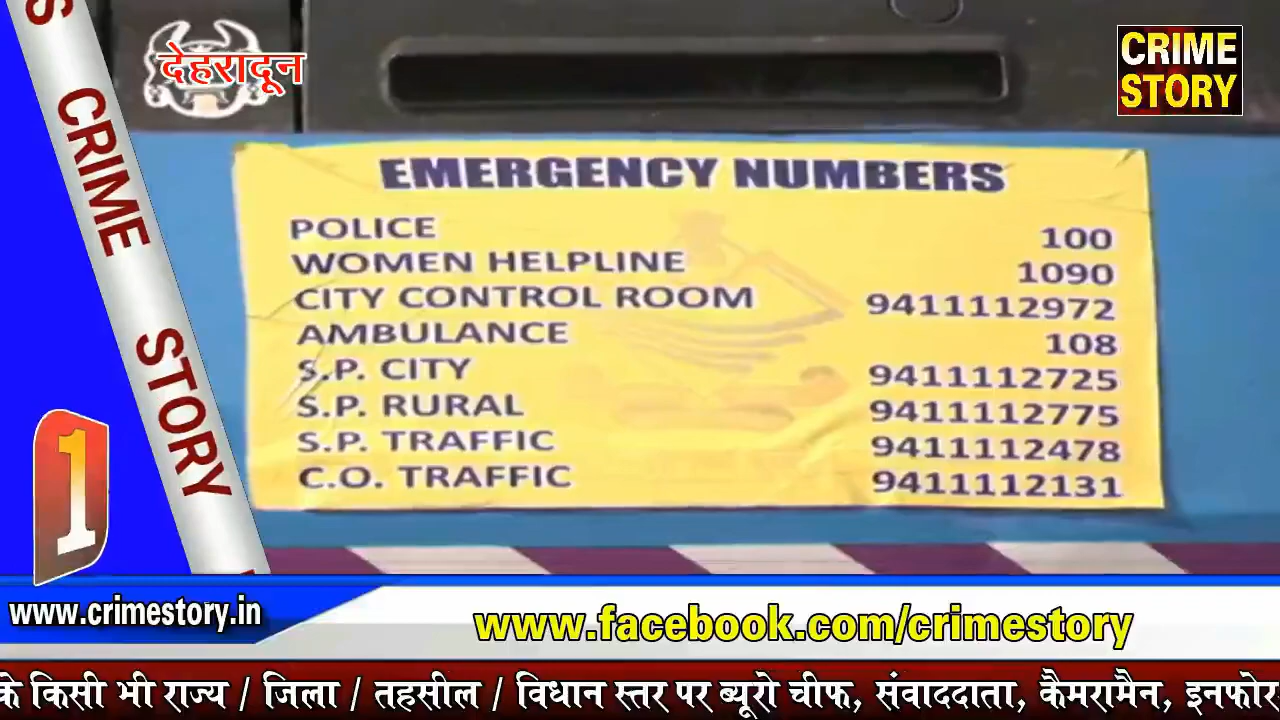 देहरादून
CRIME
STORY
CRIME STORY
EMERGENCY NUMBERS
POLICE 100
WOMEN HELPLINE 1090
CITY CONTROL ROOM 9411112972
AMBULANCE 108
S.P. CITY 9411112725
S.P. RURAL 9411112775
S.P. TRAFFIC 9411112478
C.O. TRAFFIC 9411112131
1
www.crimestory.in
www.facebook.com/crimestory
के किसी भी राज्य / जिला / तहसील / विधान स्तर पर ब्यूरो चीफ, संवाददाता, कैमरामैन,